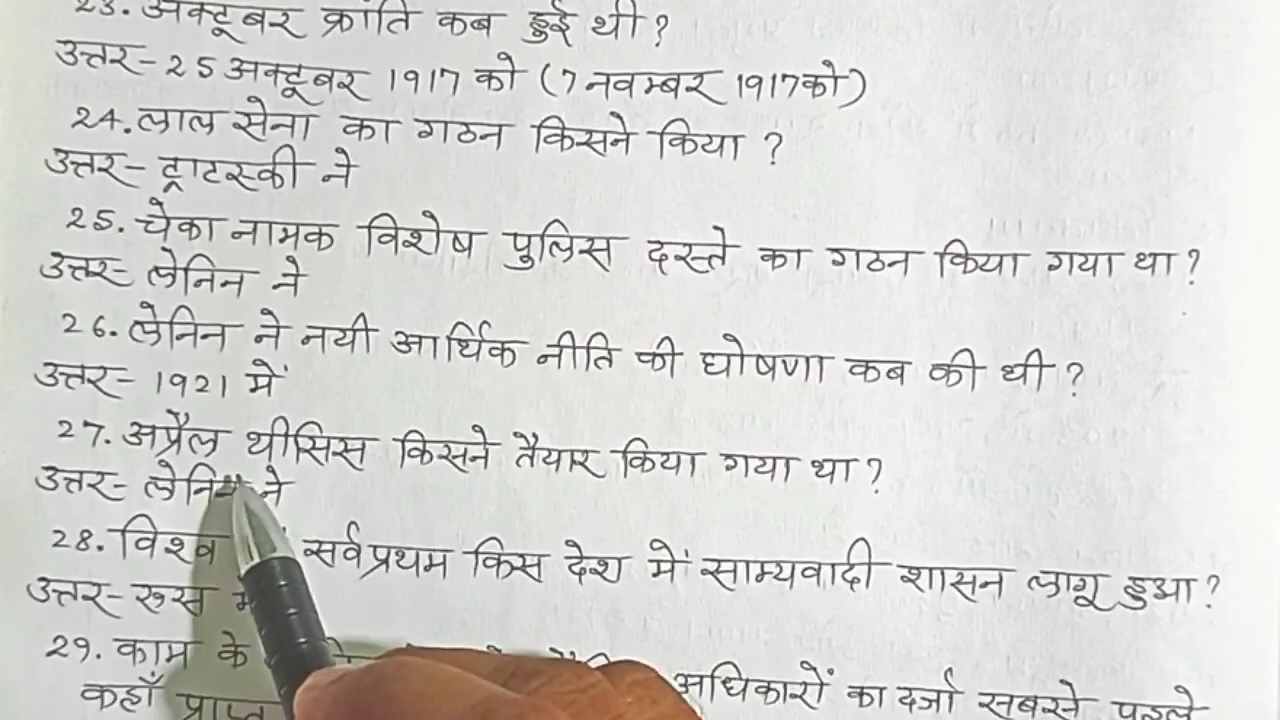 23. अक्टूबर क्रांति कब हुई थी?
उत्तर- 25 अक्टूबर 1917 को (7 नवम्बर 1917 को)
24. लाल सेना का गठन किसने किया ?
उत्तर- ट्राटस्की ने
25. चेका नामक विशेष पुलिस दस्ते का गठन किया गया था?
उत्तर- लेनिन ने
26. लेनिन ने नयी आर्थिक नीति की घोषणा कब की थी ?
उत्तर- 1921 में
27. अप्रैल थीसिस किसने तैयार किया गया था?
उत्तर- लेनिन ने
28. विश्व सर्वप्रथम किस देश में साम्यवादी शासन लागू हुआ?
उत्तर- रुस
29. काम के अधिकारों का दर्जा सबसे पहले
कहाँ प्राप्त